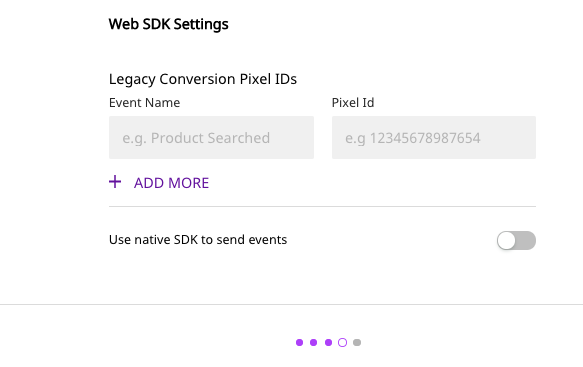 Web SDK Settings
Legacy Conversion Pixel IDs
Event Name Pixel Id
e.g. Product Searched e.g 12345678987654
+ ADD MORE
Use native SDK to send events